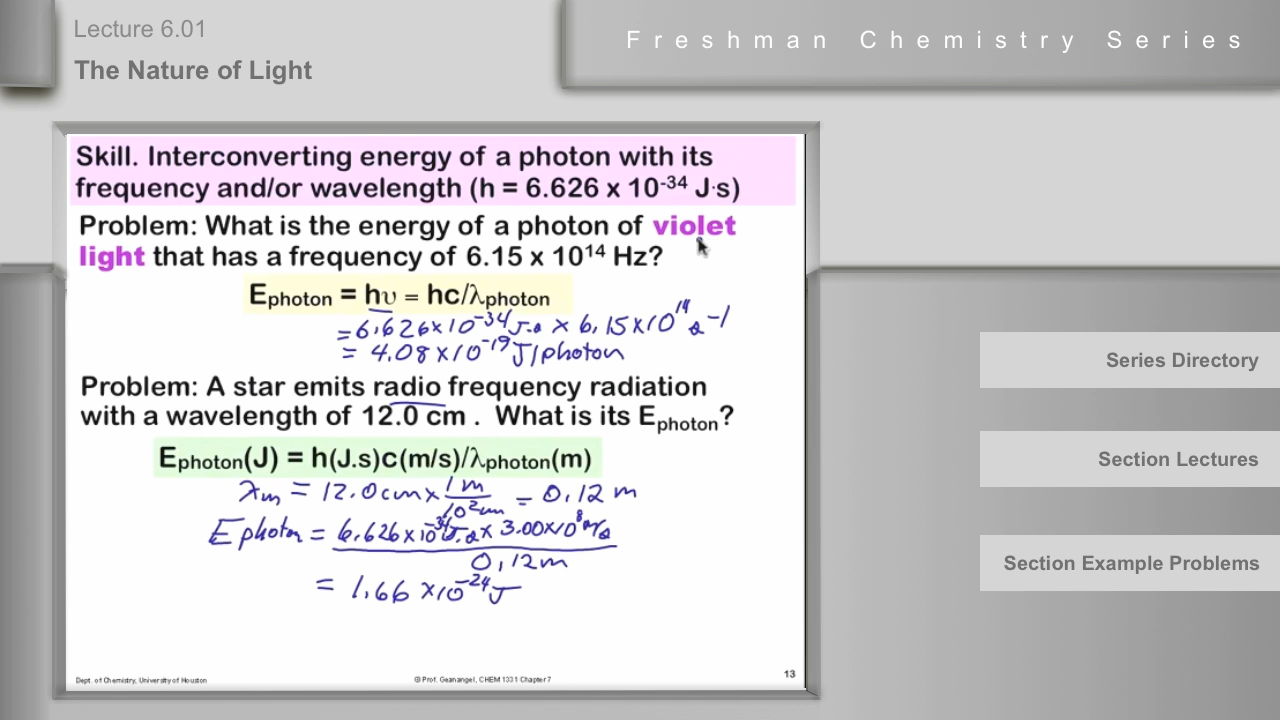 Lecture 6.01
The Nature of Light
Freshman Chemistry Series
Skill. Interconverting energy of a photon with its
frequency and/or wavelength (h = 6.626 x 10⁻³⁴ J·s)
Problem: What is the energy of a photon of violet
light that has a frequency of 6.15 x 10¹⁴ Hz?
Ephoton = hυ = hc/λphoton
= 6.626×10⁻³⁴ J.s × 6.15×10¹⁴ s⁻¹
= 4.08×10⁻¹⁹ J/photon
Problem: A star emits radio frequency radiation
with a wavelength of 12.0 cm . What is its Ephoton?
Ephoton(J) = h(J.s)c(m/s)/λphoton(m)
λm = 12.0cm × 1 m / 10² cm = 0.12 m
Ephoton = 6.626×10⁻³⁴ J.s × 3.00×10⁸ m/s
0.12m
= 1.66 ×10⁻²⁴ J
Dept. of Chemistry, University of Houston
© Prof. Geanangel, CHEM 1331 Chapter 7
13
Series Directory
Section Lectures
Section Example Problems